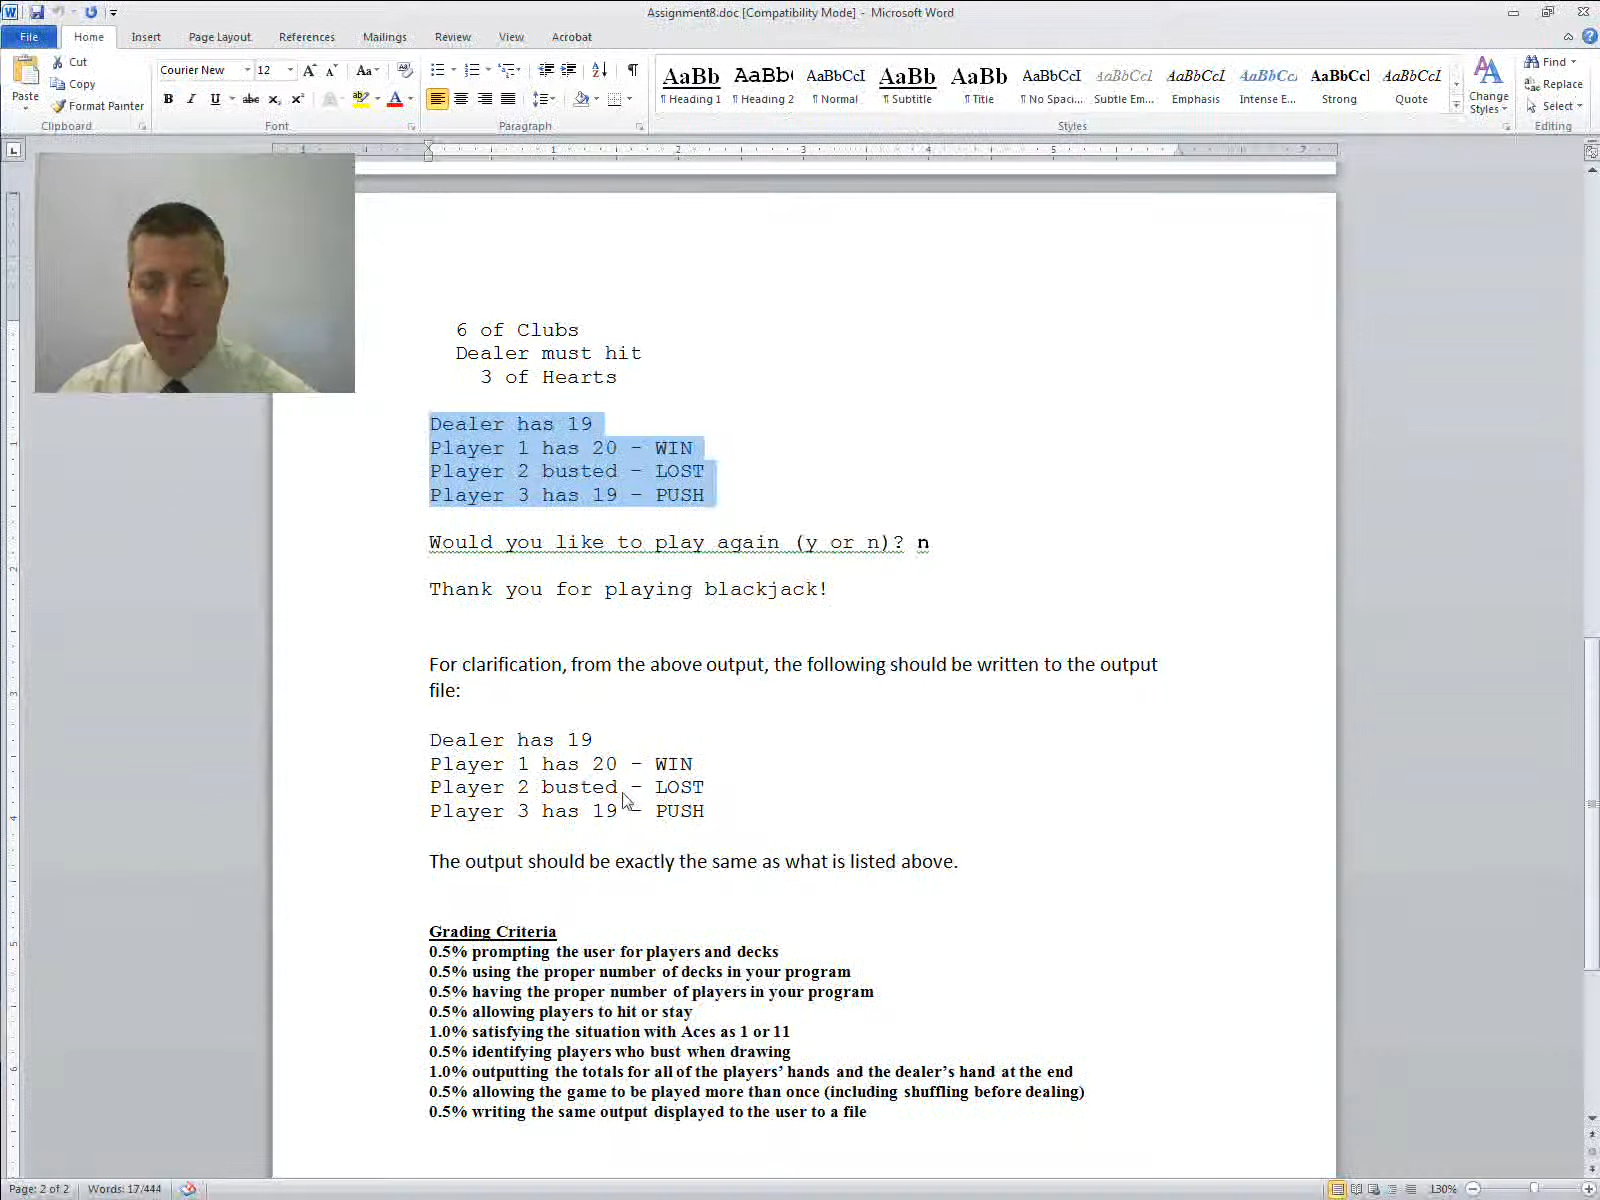 Assignment8.doc [Compatibility Mode] - Microsoft Word
File Home Insert Page Layout References Mailings Review View Acrobat
Paste
Cut
Copy
Format Painter
Clipboard
Courier New 12
Font
Paragraph
AaBb AaBb( AaBbCcI AaBb AaBb AaBbCcI AaBbCcI AaBbCcI AaBbCcI AaBbCcI AaBbCcI
Heading 1 Heading 2 Normal Subtitle Title No Spaci... Subtle Em... Emphasis Intense E... Strong Quote
Change Styles
Styles
Find
Replace
Select
Editing
6 of Clubs
Dealer must hit
3 of Hearts
Dealer has 19
Player 1 has 20 - WIN
Player 2 busted - LOST
Player 3 has 19 - PUSH
Would you like to play again (y or n)? n
Thank you for playing blackjack!
For clarification, from the above output, the following should be written to the output
file:
Dealer has 19
Player 1 has 20 - WIN
Player 2 busted - LOST
Player 3 has 19 - PUSH
The output should be exactly the same as what is listed above.
Grading Criteria
0.5% prompting the user for players and decks
0.5% using the proper number of decks in your program
0.5% having the proper number of players in your program
0.5% allowing players to hit or stay
1.0% satisfying the situation with Aces as 1 or 11
0.5% identifying players who bust when drawing
1.0% outputting the totals for all of the players' hands and the dealer's hand at the end
0.5% allowing the game to be played more than once (including shuffling before dealing)
0.5% writing the same output displayed to the user to a file
Page: 2 of 2 Words: 17/444 130%